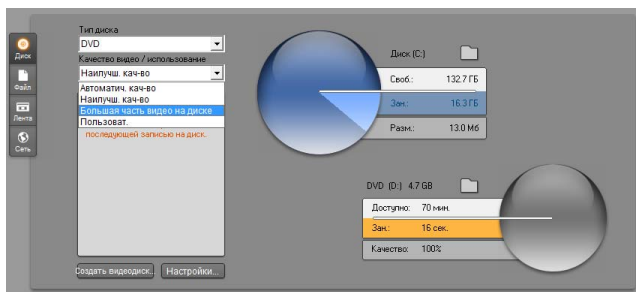 Тип диска
DVD
Качество видео / использование
Наилучш. кач-во
Автоматич. кач-во
Наилучш. кач-во
Большая часть видео на диске
Пользоват.
последующей записью на диск.
Создать видеодиск...
Настройки...
Диск
Файл
Лента
Сеть
Диск (C:)
Своб.: 132.7 ГБ
Зан.: 16.3 ГБ
Разм.: 13.0 Мб
DVD (D:) 4.7 GB
Доступно: 70 мин.
Зан.: 16 сек.
Качество: 100%